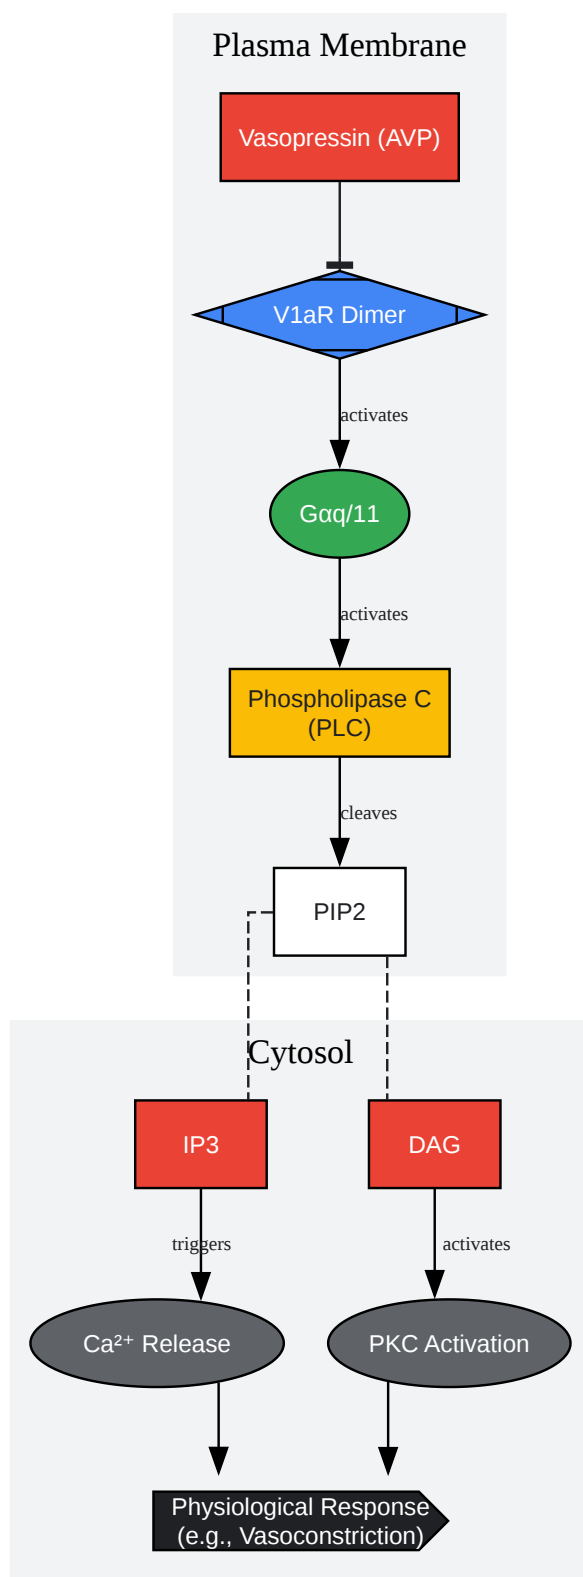 Plasma Membrane
Vasopressin (AVP)
V1aR Dimer
activates
Gαq/11
activates
Phospholipase C
(PLC)
cleaves
PIP2
Cytosol
IP3
DAG
triggers
activates
Ca²⁺ Release
PKC Activation
Physiological Response
(e.g., Vasoconstriction)